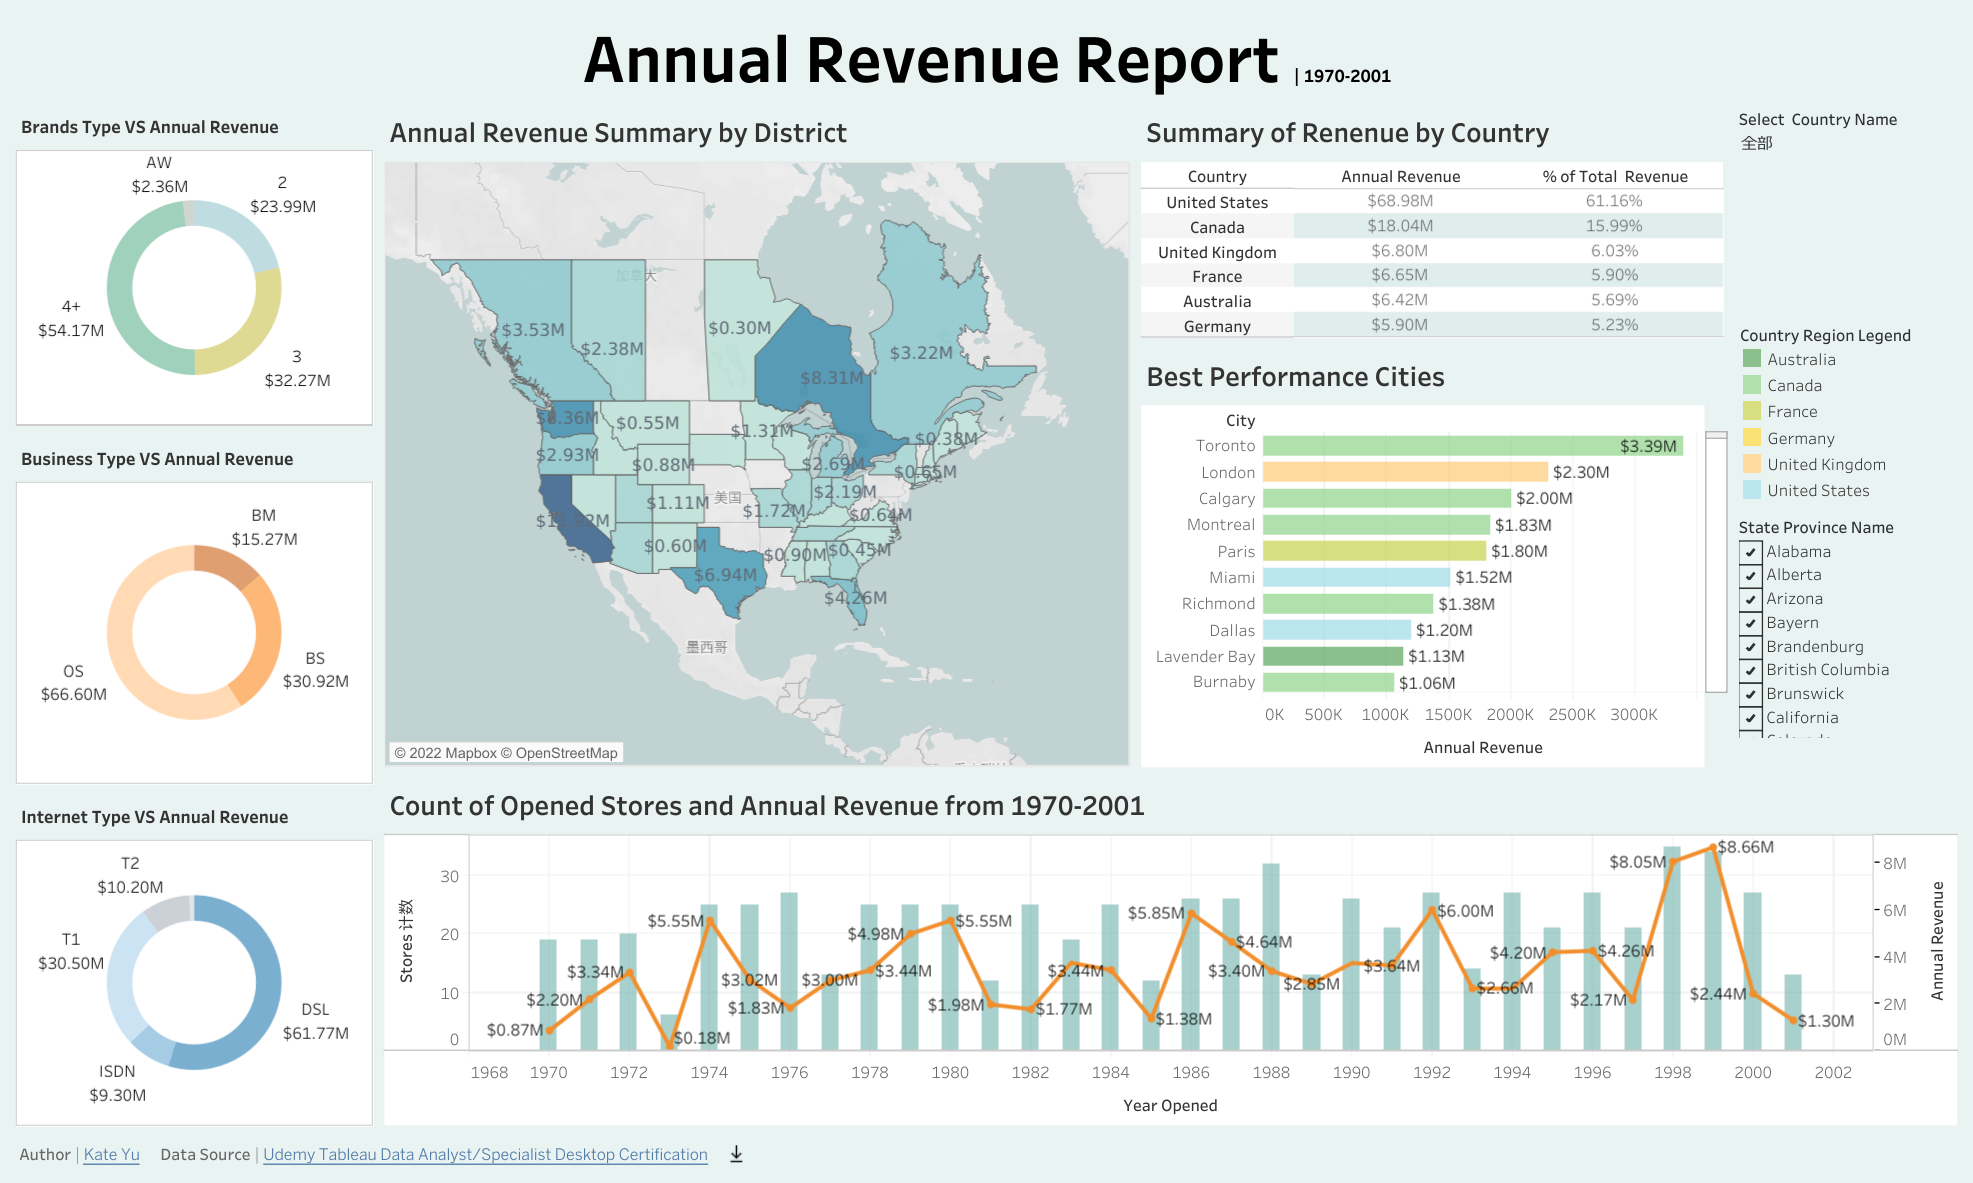 Annual Revenue Report | 1970-2001
Brands Type VS Annual Revenue
AW
$2.36M
2
$23.99M
4+
$54.17M
3
$32.27M
Business Type VS Annual Revenue
BM
$15.27M
OS
$66.60M
BS
$30.92M
Internet Type VS Annual Revenue
T2
$10.20M
T1
$30.50M
DSL
$61.77M
ISDN
$9.30M
Annual Revenue Summary by District
加拿大
$3.53M
$2.38M
$0.30M
$3.22M
$8.31M
$8.36M
$0.55M
$1.31M
$0.38M
$2.93M
$0.88M
$2.69M
$0.65M
美国
$1.11M
$1.72M
$2.19M
$0.64M
$11.92M
$0.60M
$0.90M
$0.45M
$6.94M
$4.26M
墨西哥
© 2022 Mapbox © OpenStreetMap
Summary of Renenue by Country
Country Annual Revenue % of Total Revenue
United States $68.98M 61.16%
Canada $18.04M 15.99%
United Kingdom $6.80M 6.03%
France $6.65M 5.90%
Australia $6.42M 5.69%
Germany $5.90M 5.23%
Best Performance Cities
City
Toronto $3.39M
London $2.30M
Calgary $2.00M
Montreal $1.83M
Paris $1.80M
Miami $1.52M
Richmond $1.38M
Dallas $1.20M
Lavender Bay $1.13M
Burnaby $1.06M
0K 500K 1000K 1500K 2000K 2500K 3000K
Annual Revenue
Select Country Name
全部
Country Region Legend
Australia
Canada
France
Germany
United Kingdom
United States
State Province Name
Alabama
Alberta
Arizona
Bayern
Brandenburg
British Columbia
Brunswick
California
Count of Opened Stores and Annual Revenue from 1970-2001
Stores 计数
30
20
10
0
$0.87M
$2.20M
$3.34M
$0.18M
$5.55M
$3.02M
$1.83M
$3.00M
$3.44M
$4.98M
$5.55M
$1.98M
$1.77M
$3.44M
$1.38M
$5.85M
$4.64M
$3.40M
$2.85M
$3.64M
$6.00M
$2.66M
$4.20M
$4.26M
$2.17M
$8.05M
$8.66M
$2.44M
$1.30M
8M
6M
4M
2M
0M
Annual Revenue
1968 1970 1972 1974 1976 1978 1980 1982 1984 1986 1988 1990 1992 1994 1996 1998 2000 2002
Year Opened
Author | Kate Yu Data Source | Udemy Tableau Data Analyst/Specialist Desktop Certification